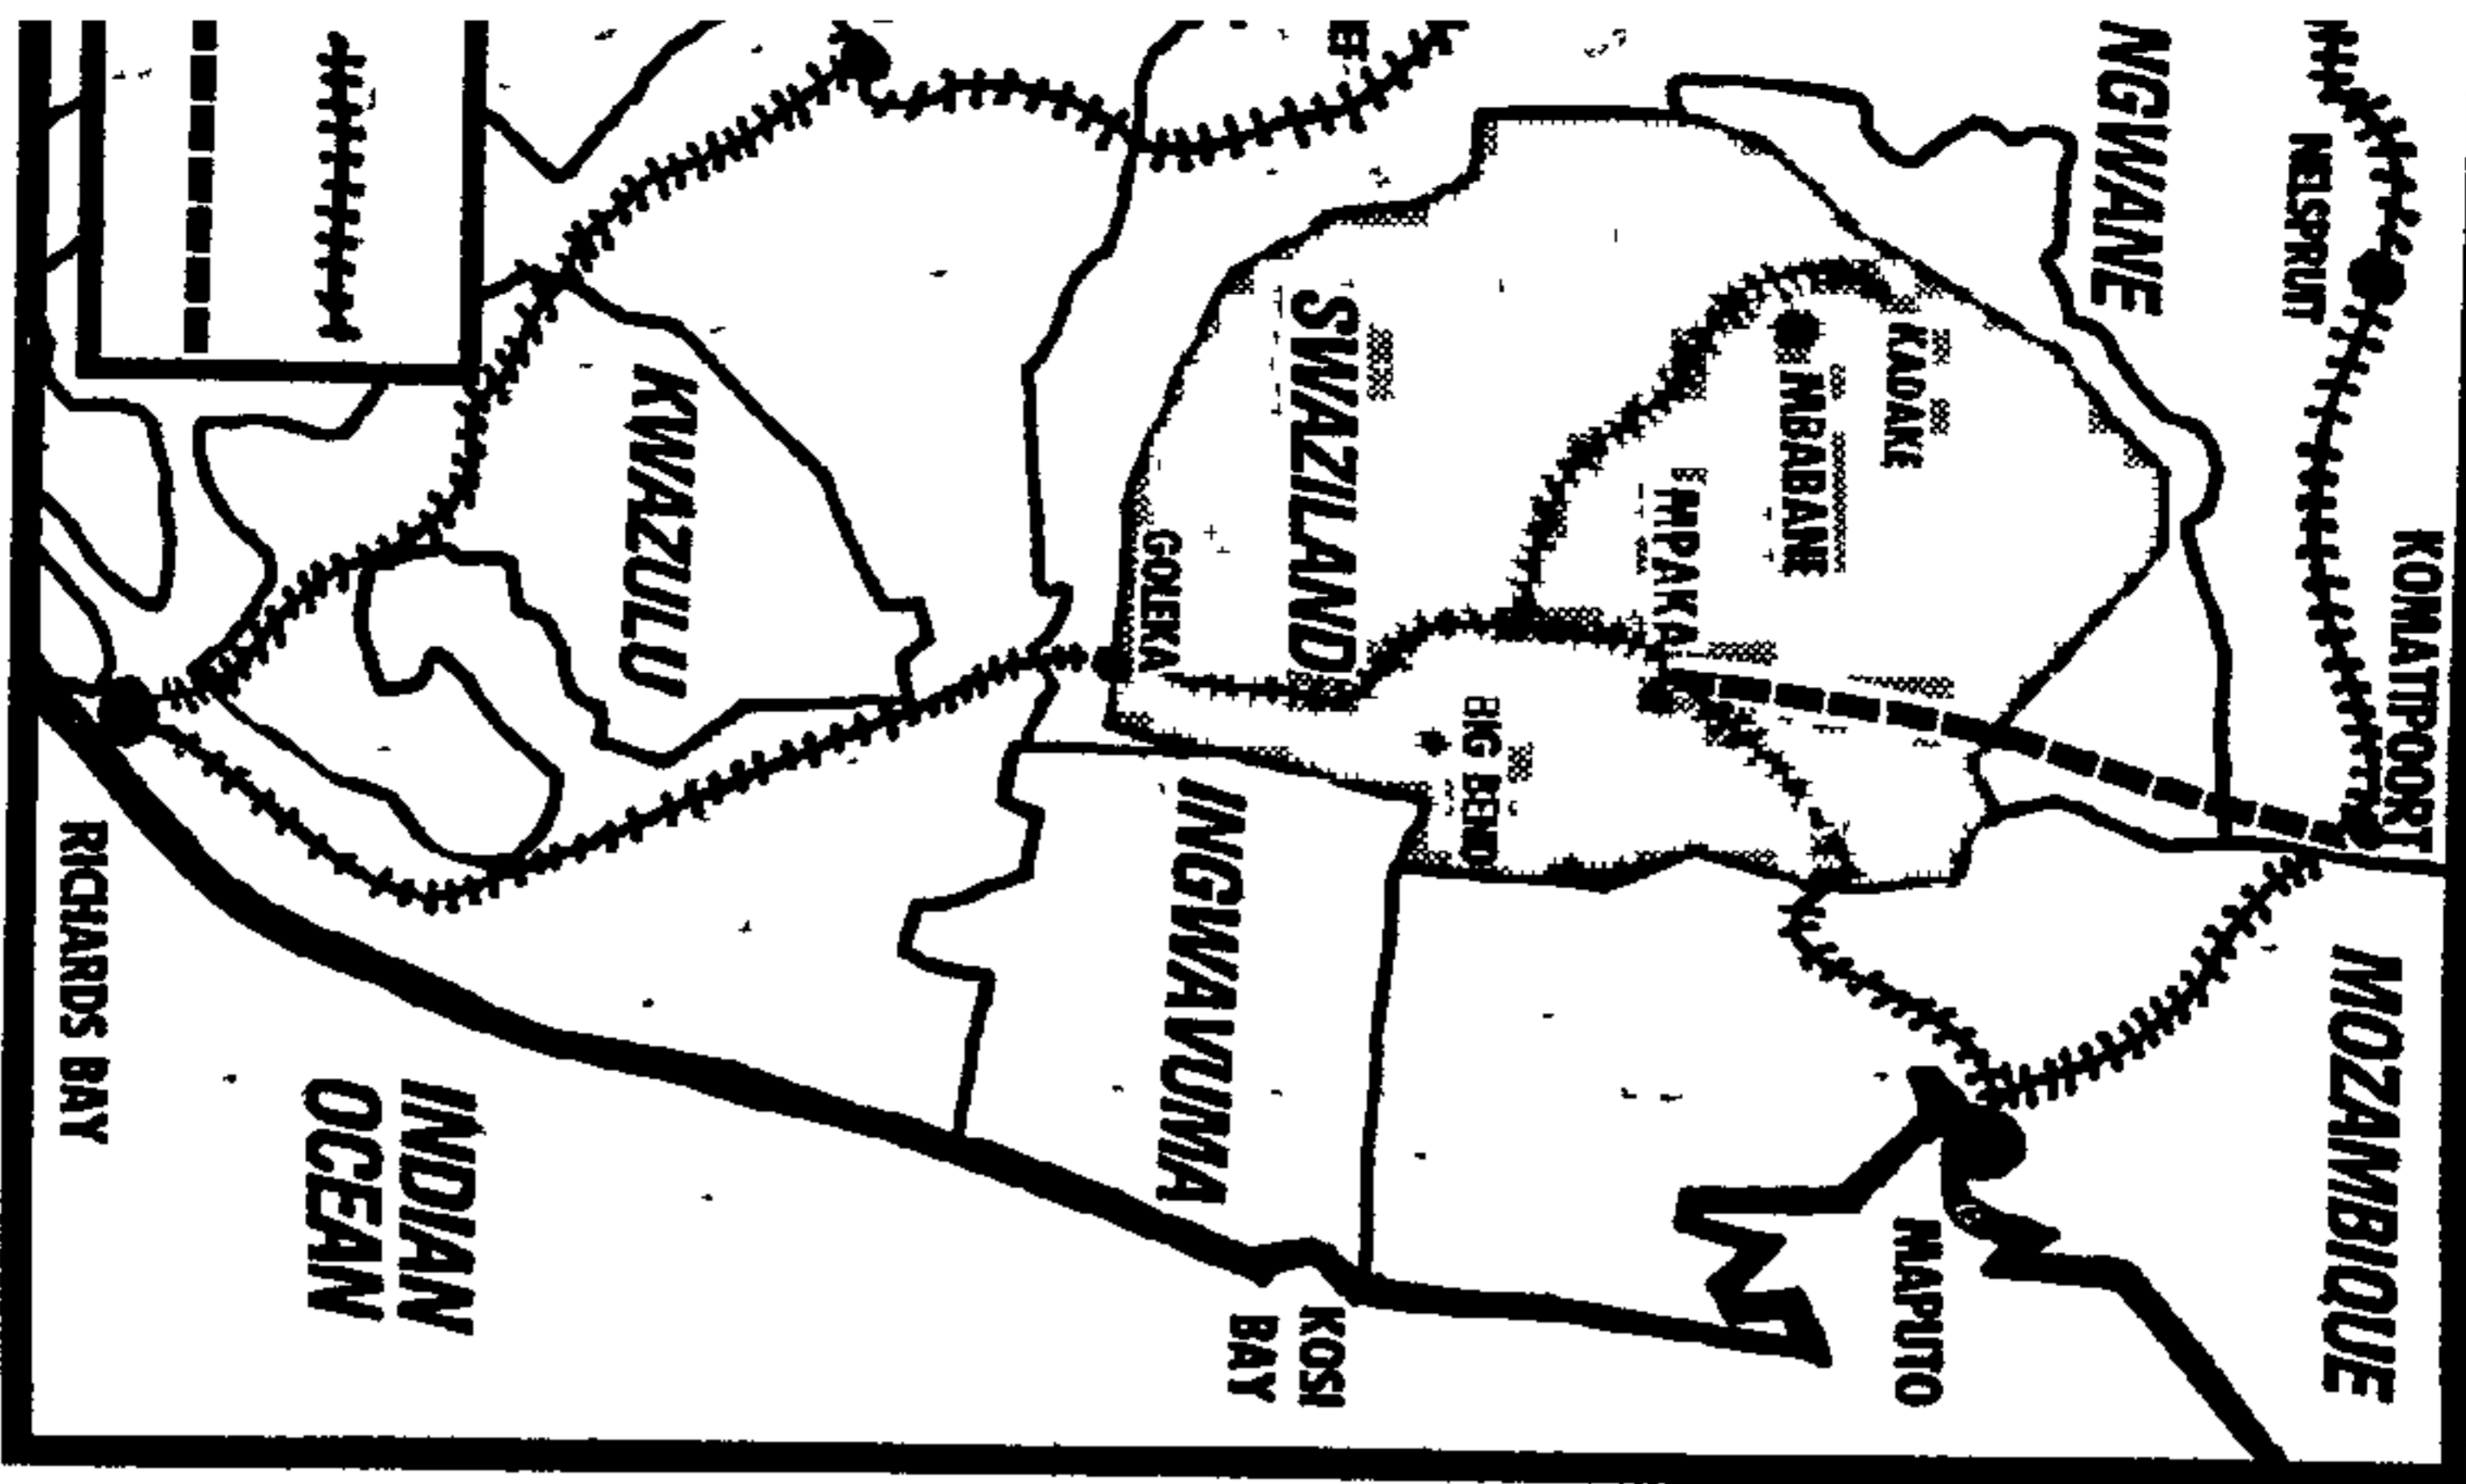 NELSPRUIT
KOMATIPOORT
MOZAMBIQUE
NGWANE
KADAKE
MBABANE
MPAKA
MAPUTO
BIG BEND
SWAZILAND
GOLEKA
INGWAVUMA
KOSI
BAY
KWAZULU
INDIAN
OCEAN
RICHARDS BAY